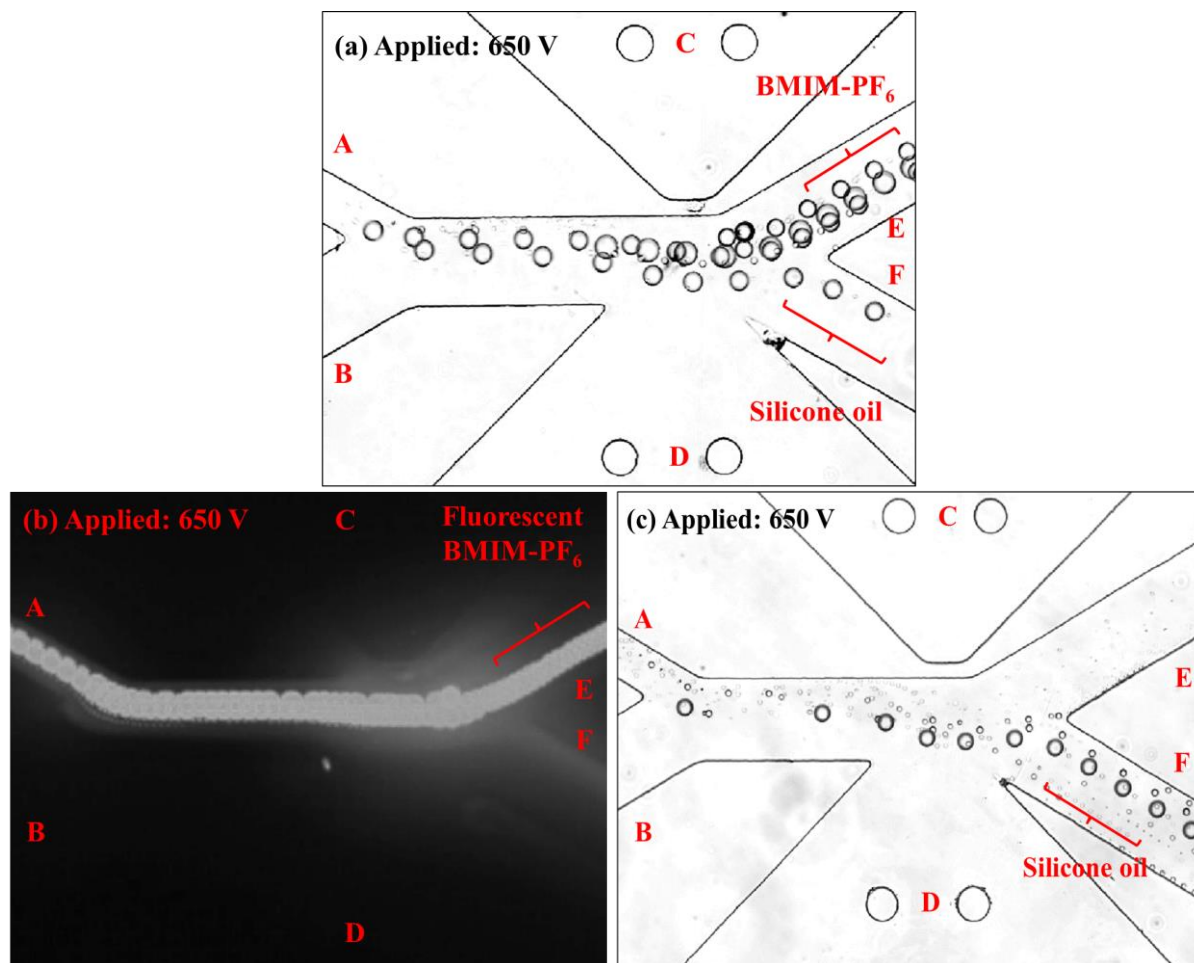 (a) Applied: 650 V
C
BMIM-PF₆
A
E
F
B
Silicone oil
D
(b) Applied: 650 V
C
Fluorescent
BMIM-PF₆
A
E
F
B
D
(c) Applied: 650 V
C
A
E
F
B
Silicone oil
D